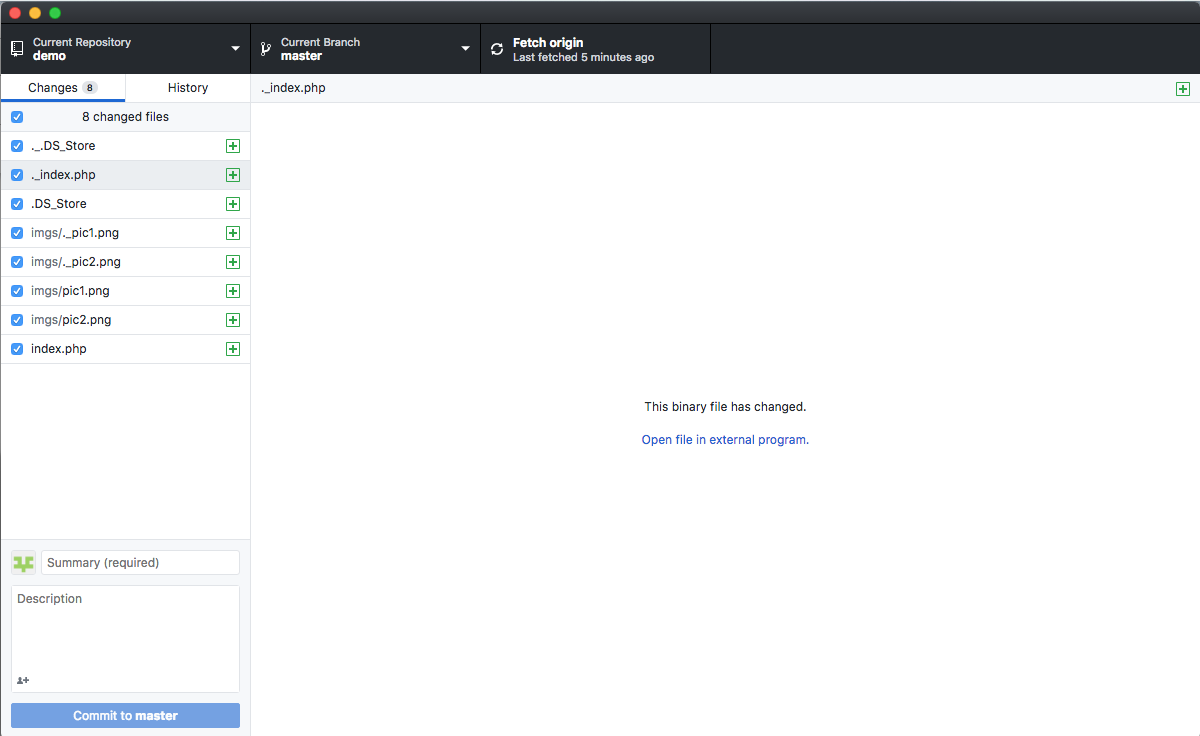 Current Repository
demo
Current Branch
master
Fetch origin
Last fetched 5 minutes ago
Changes 8
History
._index.php
8 changed files
._.DS_Store
._index.php
.DS_Store
imgs/._pic1.png
imgs/._pic2.png
imgs/pic1.png
imgs/pic2.png
index.php
This binary file has changed.
Open file in external program.
Summary (required)
Description
Commit to master